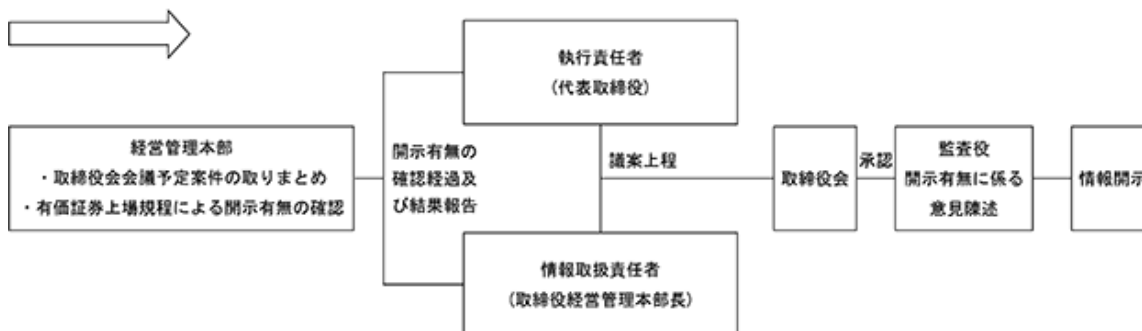 経営管理本部
・取締役会会議予定案件の取りまとめ
・有価証券上場規程による開示有無の確認
開示有無の
確認経過及
び結果報告
執行責任者
(代表取締役)
議案上程
情報取扱責任者
(取締役経営管理本部長)
取締役会
承認
監査役
開示有無に係る
意見陳述
情報開示